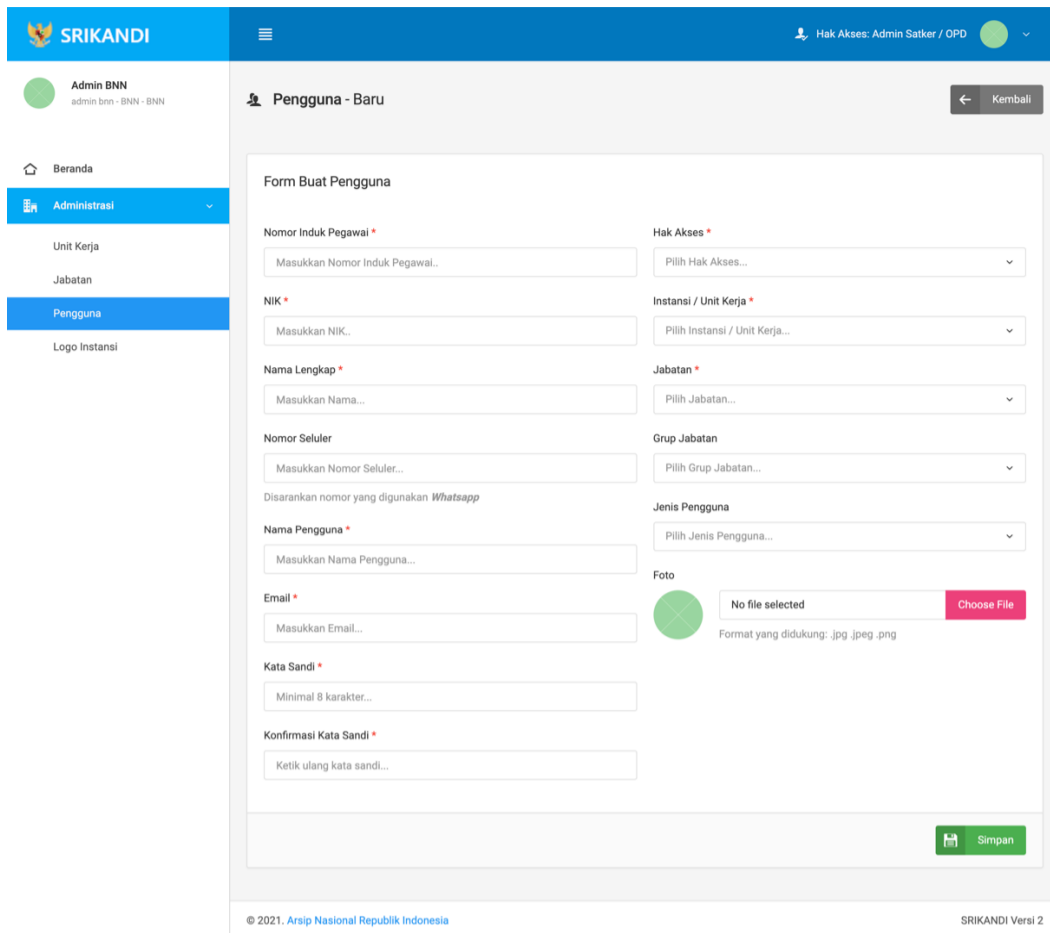 SRIKANDI
Hak Akses: Admin Satker / OPD
Admin BNN
admin bnn - BNN - BNN
Beranda
Administrasi
Unit Kerja
Jabatan
Pengguna
Logo Instansi
Pengguna - Baru
Kembali
Form Buat Pengguna
Nomor Induk Pegawai *
Masukkan Nomor Induk Pegawai..
NIK *
Masukkan NIK..
Nama Lengkap *
Masukkan Nama...
Nomor Seluler
Masukkan Nomor Seluler...
Disarankan nomor yang digunakan Whatsapp
Nama Pengguna *
Masukkan Nama Pengguna...
Email *
Masukkan Email...
Kata Sandi *
Minimal 8 karakter...
Konfirmasi Kata Sandi *
Ketik ulang kata sandi...
Hak Akses *
Pilih Hak Akses...
Instansi / Unit Kerja *
Pilih Instansi / Unit Kerja...
Jabatan *
Pilih Jabatan...
Grup Jabatan
Pilih Grup Jabatan...
Jenis Pengguna
Pilih Jenis Pengguna...
Foto
No file selected
Choose File
Format yang didukung: .jpg .jpeg .png
Simpan
© 2021. Arsip Nasional Republik Indonesia
SRIKANDI Versi 2